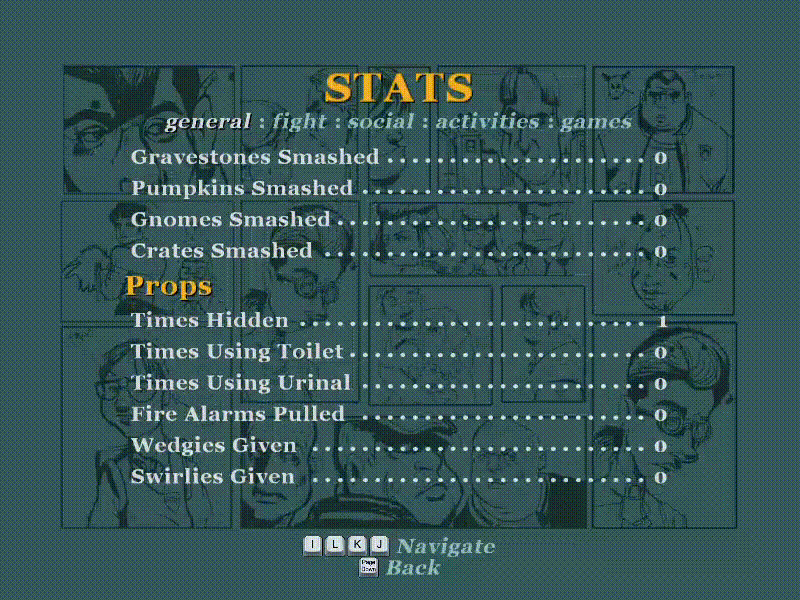 STATS
general : fight : social : activities : games
Gravestones Smashed . . . . . . . . . . . . . . . . . . . . . 0
Pumpkins Smashed . . . . . . . . . . . . . . . . . . . . . . . 0
Gnomes Smashed . . . . . . . . . . . . . . . . . . . . . . . . . 0
Crates Smashed . . . . . . . . . . . . . . . . . . . . . . . . . . 0
Props
Times Hidden . . . . . . . . . . . . . . . . . . . . . . . . . . . . 1
Times Using Toilet . . . . . . . . . . . . . . . . . . . . . . . . 0
Times Using Urinal . . . . . . . . . . . . . . . . . . . . . . . 0
Fire Alarms Pulled . . . . . . . . . . . . . . . . . . . . . . . 0
Wedgies Given . . . . . . . . . . . . . . . . . . . . . . . . . . . 0
Swirlies Given . . . . . . . . . . . . . . . . . . . . . . . . . . . 0
I L K J Navigate
Page Down Back